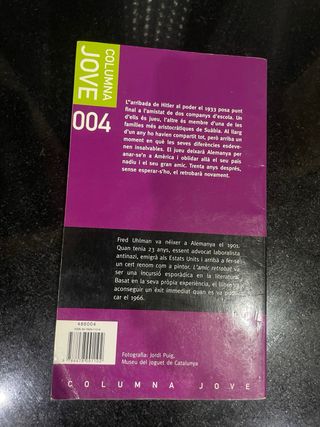 COLUMNA
JOVE
004
L'arribada de Hitler al poder el 1933 posa punt
final a l'amistat de dos companys d'escola. Un
d'ells és jueu, l'altre és membre d'una de les
famílies més aristocràtiques de Suàbia. Al llarg
d'un any ho havien compartit tot, però arriba un
moment en què les seves diferències esdeve-
nen insalvables. El jueu deixarà Alemanya per
anar-se'n a Amèrica i oblidar allà el seu país
nadiu i el seu gran amic. Trenta anys després,
sense esperar-s'ho, el retrobarà novament.
Fred Uhlman va néixer a Alemanya el 1901.
Quan tenia 23 anys, essent advocat laboralista
antinazi, emigrà als Estats Units i arribà a fer-se
un cert renom com a pintor. L'amic retrobat va
ser una incursió esporàdica en la literatura.
Basat en la seva pròpia experiència, el llibre va
aconseguir un èxit immediat quan es va publi-
car el 1966.
488004
Fotografia: Jordi Puig,
Museu del Joguet de Catalunya
COLUMNA JOVE